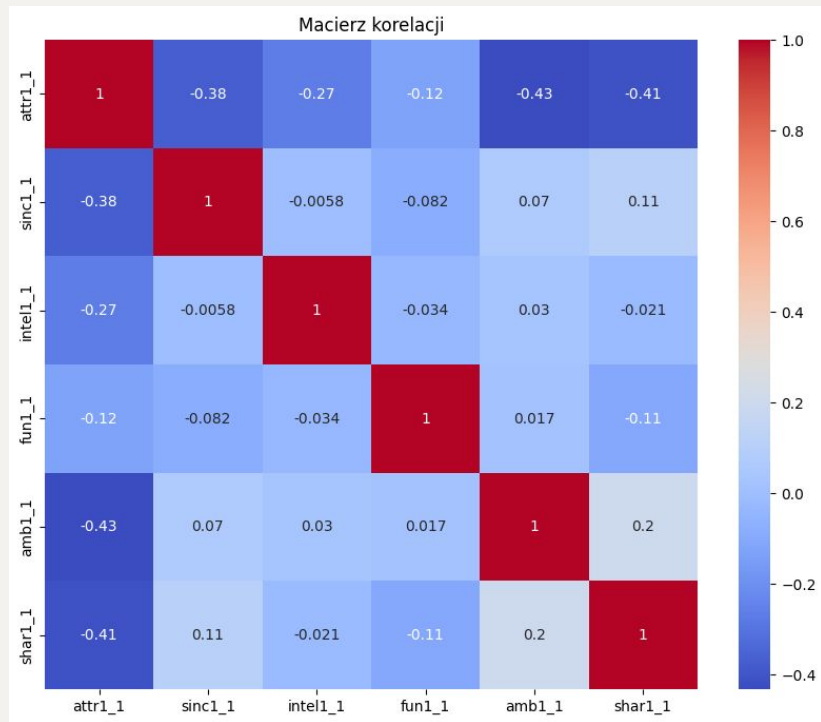 Macierz korelacji
attr1_1 1 -0.38 -0.27 -0.12 -0.43 -0.41
sinc1_1 -0.38 1 -0.0058 -0.082 0.07 0.11
intel1_1 -0.27 -0.0058 1 -0.034 0.03 -0.021
fun1_1 -0.12 -0.082 -0.034 1 0.017 -0.11
amb1_1 -0.43 0.07 0.03 0.017 1 0.2
shar1_1 -0.41 0.11 -0.021 -0.11 0.2 1
attr1_1 sinc1_1 intel1_1 fun1_1 amb1_1 shar1_1
1.0
0.8
0.6
0.4
0.2
0.0
-0.2
-0.4